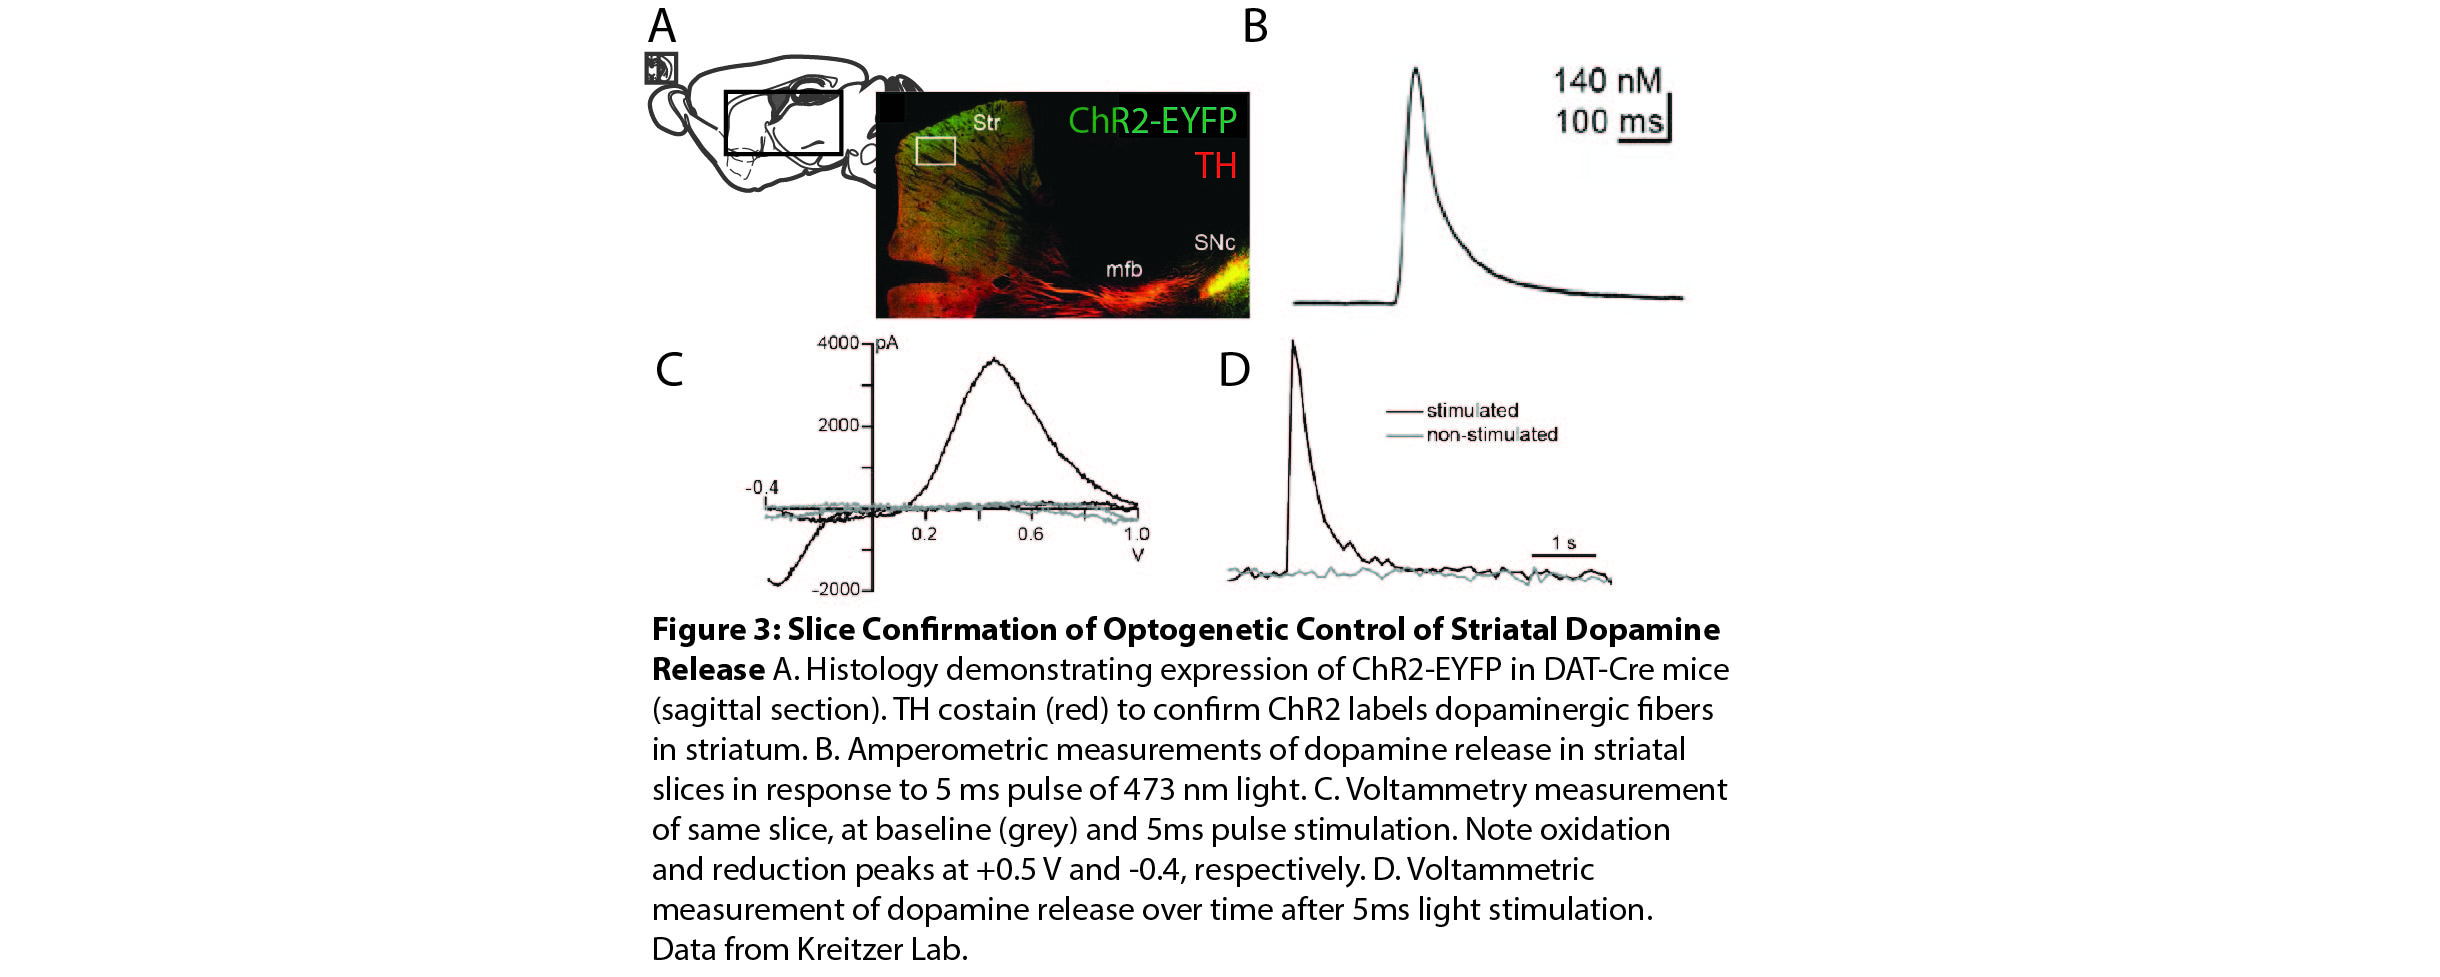 A
B
ChR2-EYFP
TH
Str
SNc
mfb
140 nM
100 ms
C
4000
pA
2000
-0.4
0.2
0.6
1.0
V
-2000
D
stimulated
non-stimulated
1 s
Figure 3: Slice Confirmation of Optogenetic Control of Striatal Dopamine
Release A. Histology demonstrating expression of ChR2-EYFP in DAT-Cre mice
(sagittal section). TH costain (red) to confirm ChR2 labels dopaminergic fibers
in striatum. B. Amperometric measurements of dopamine release in striatal
slices in response to 5 ms pulse of 473 nm light. C. Voltammetry measurement
of same slice, at baseline (grey) and 5ms pulse stimulation. Note oxidation
and reduction peaks at +0.5 V and -0.4, respectively. D. Voltammetric
measurement of dopamine release over time after 5ms light stimulation.
Data from Kreitzer Lab.